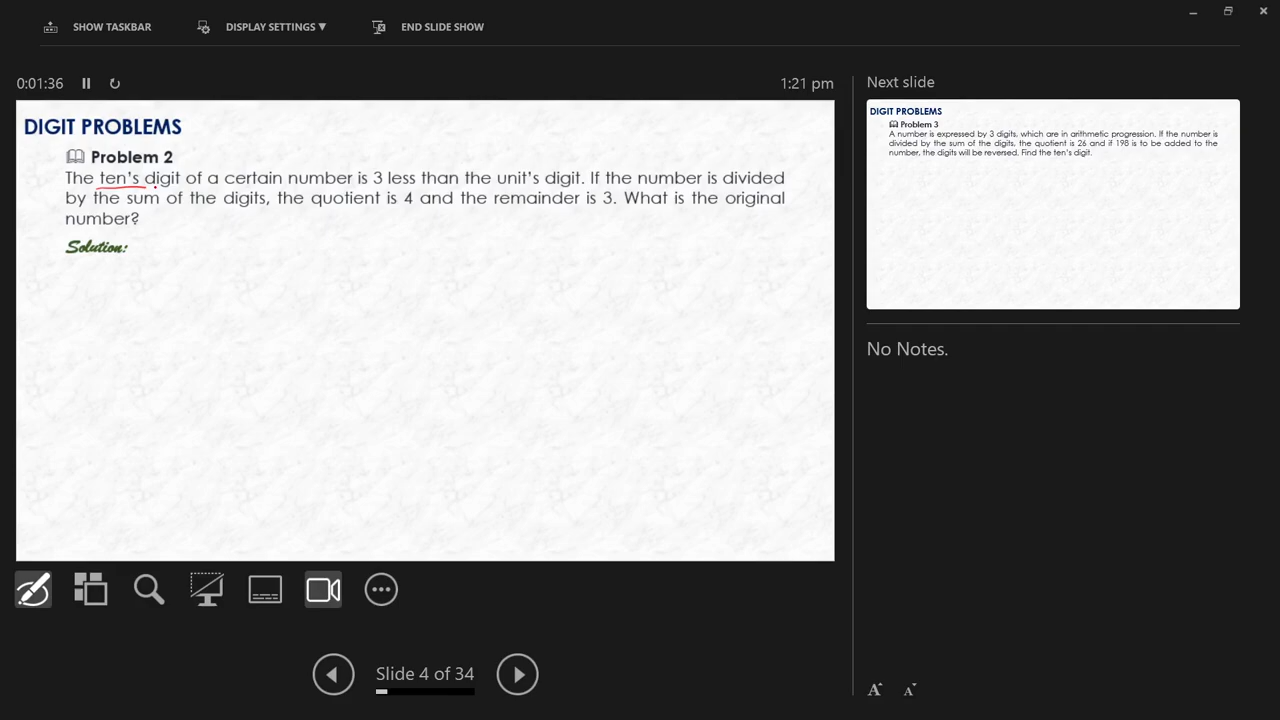 SHOW TASKBAR
DISPLAY SETTINGS ▼
END SLIDE SHOW
0:01:36
1:21 pm
DIGIT PROBLEMS
Problem 2
The ten's digit of a certain number is 3 less than the unit's digit. If the number is divided
by the sum of the digits, the quotient is 4 and the remainder is 3. What is the original
number?
Solution:
Slide 4 of 34
Next slide
DIGIT PROBLEMS
Problem 3
A number is expressed by 3 digits, which are in arithmetic progression. If the number is
divided by the sum of the digits, the quotient is 26 and if 198 is to be added to the
number, the digits will be reversed. Find the ten's digit.
No Notes.
A A